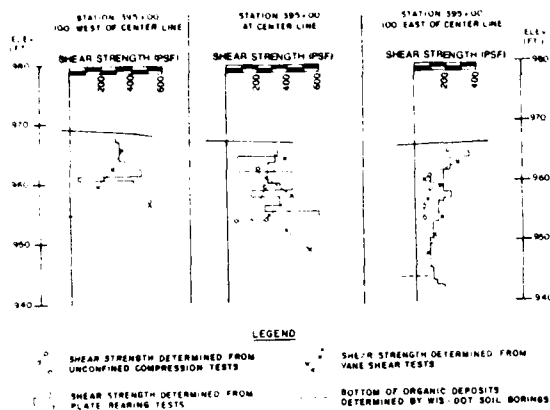 STATION 395+00
100 WEST OF CENTER LINE
STATION 395+00
AT CENTER LINE
STATION 395+00
100 EAST OF CENTER LINE
ELEV
(FT.)
ELEV
(FT.)
SHEAR STRENGTH (PSF)
SHEAR STRENGTH (PSF)
SHEAR STRENGTH (PSF)
200 400 600
200 400 600
200 400
980
970
960
950
940
980
970
960
950
940
LEGEND
SHEAR STRENGTH DETERMINED FROM
UNCONFINED COMPRESSION TESTS
SHEAR STRENGTH DETERMINED FROM
VANE SHEAR TESTS
SHEAR STRENGTH DETERMINED FROM
PLATE BEARING TESTS
BOTTOM OF ORGANIC DEPOSITS
DETERMINED BY WIS-DOT SOIL BORINGS